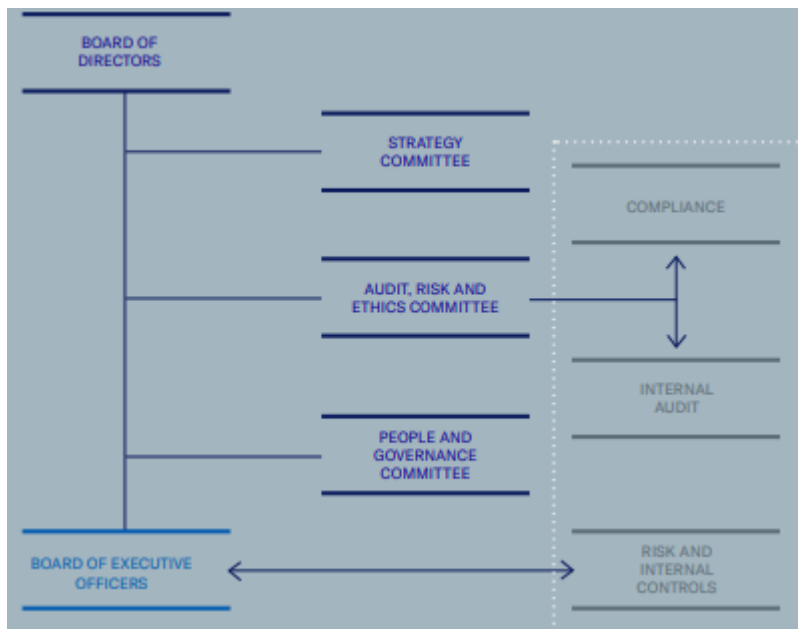 BOARD OF
DIRECTORS
STRATEGY
COMMITTEE
COMPLIANCE
AUDIT, RISK AND
ETHICS COMMITTEE
INTERNAL
AUDIT
PEOPLE AND
GOVERNANCE
COMMITTEE
BOARD OF EXECUTIVE
OFFICERS
RISK AND
INTERNAL
CONTROLS